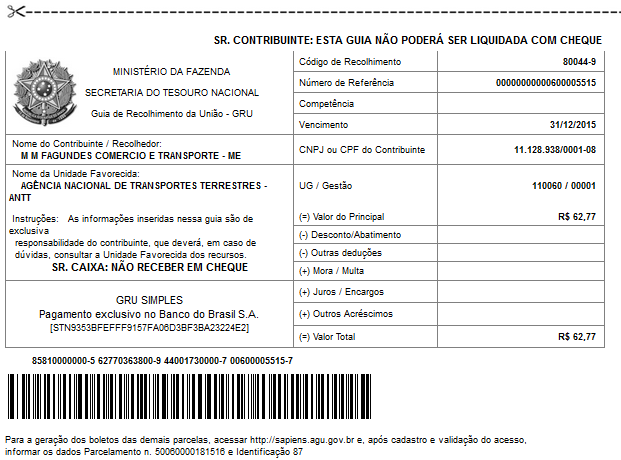 SR. CONTRIBUINTE: ESTA GUIA NÃO PODERÁ SER LIQUIDADA COM CHEQUE
MINISTÉRIO DA FAZENDA
SECRETARIA DO TESOURO NACIONAL
Guia de Recolhimento da União - GRU
Código de Recolhimento 80044-9
Número de Referência 00000000000600005515
Competência
Vencimento 31/12/2015
Nome do Contribuinte / Recolhedor:
M M FAGUNDES COMERCIO E TRANSPORTE - ME
CNPJ ou CPF do Contribuinte 11.128.938/0001-08
Nome da Unidade Favorecida:
AGÊNCIA NACIONAL DE TRANSPORTES TERRESTRES -
ANTT
UG / Gestão 110060 / 00001
Instruções: As informações inseridas nessa guia são de
exclusiva
responsabilidade do contribuinte, que deverá, em caso de
dúvidas, consultar a Unidade Favorecida dos recursos.
SR. CAIXA: NÃO RECEBER EM CHEQUE
(=) Valor do Principal R$ 62,77
(-) Desconto/Abatimento
(-) Outras deduções
(+) Mora / Multa
(+) Juros / Encargos
(+) Outros Acréscimos
(=) Valor Total R$ 62,77
GRU SIMPLES
Pagamento exclusivo no Banco do Brasil S.A.
[STN9353BFEFFF9157FA06D3BF3BA23224E2]
85810000000-5 62770363800-9 44001730000-7 00600005515-7
Para a geração dos boletos das demais parcelas, acessar http://sapiens.agu.gov.br e, após cadastro e validação do acesso,
informar os dados Parcelamento n. 50060000181516 e Identificação 87